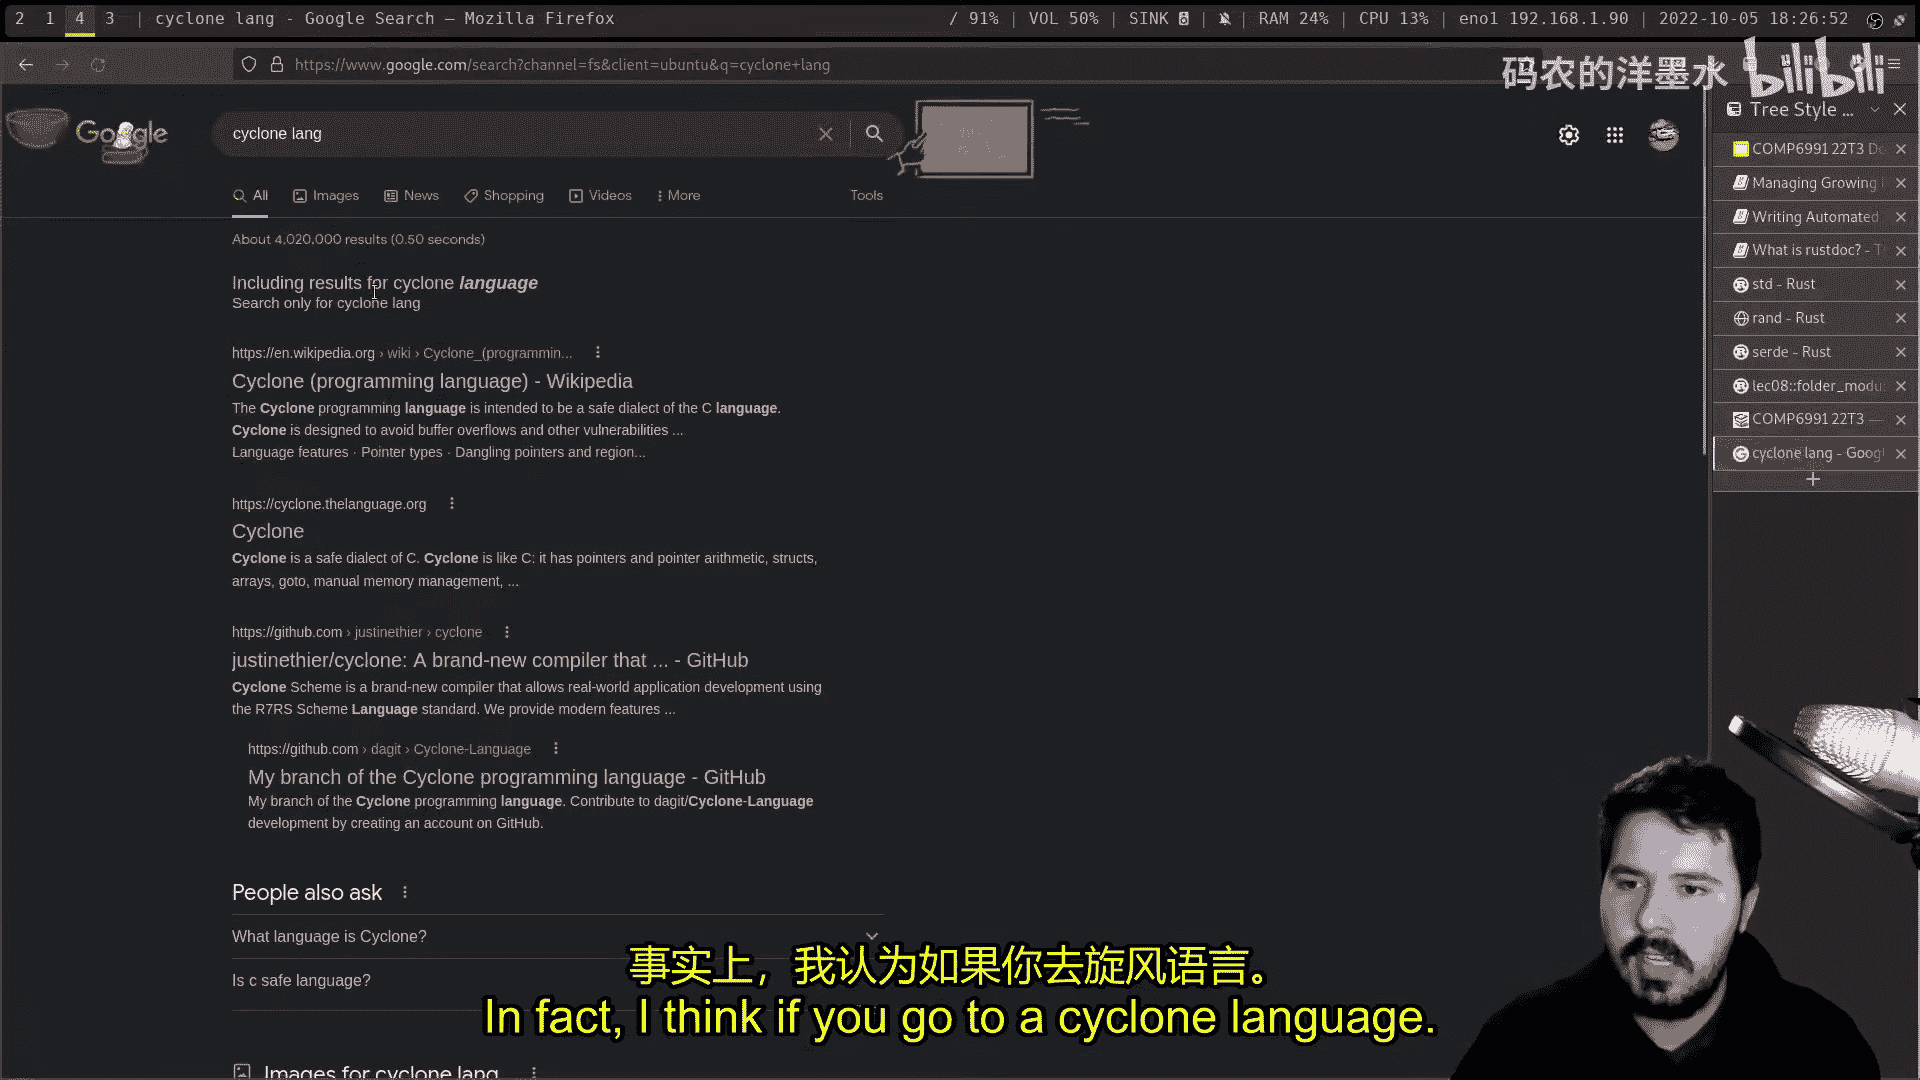 2 1 4 3 | cyclone lang - Google Search — Mozilla Firefox
/ 91% | VOL 50% | SINK | RAM 24% | CPU 13% | eno1 192.168.1.90 | 2022-10-05 18:26:52
https://www.google.com/search?channel=fs&client=ubuntu&q=cyclone+lang
码农的洋墨水 bilibili
Tree Style ...
Google
cyclone lang
COMP6991 22T3 Do
Managing Growing
Writing Automated
What is rustdoc? - T
std - Rust
rand - Rust
serde - Rust
lec08::folder_modu
COMP6991 22T3 —
cyclone lang - Goog
All Images News Shopping Videos More Tools
About 4,020,000 results (0.50 seconds)
Including results for cyclone language
Search only for cyclone lang
https://en.wikipedia.org › wiki › Cyclone_(programmin...
Cyclone (programming language) - Wikipedia
The Cyclone programming language is intended to be a safe dialect of the C language.
Cyclone is designed to avoid buffer overflows and other vulnerabilities ...
Language features · Pointer types · Dangling pointers and region...
https://cyclone.thelanguage.org
Cyclone
Cyclone is a safe dialect of C. Cyclone is like C: it has pointers and pointer arithmetic, structs,
arrays, goto, manual memory management, ...
https://github.com › justinethier › cyclone
justinethier/cyclone: A brand-new compiler that ... - GitHub
Cyclone Scheme is a brand-new compiler that allows real-world application development using
the R7RS Scheme Language standard. We provide modern features ...
https://github.com › dagit › Cyclone-Language
My branch of the Cyclone programming language - GitHub
My branch of the Cyclone programming language. Contribute to dagit/Cyclone-Language
development by creating an account on GitHub.
People also ask
What language is Cyclone?
Is c safe language?
Images for cyclone lang
事实上，我认为如果你去旋风语言。
In fact, I think if you go to a cyclone language.